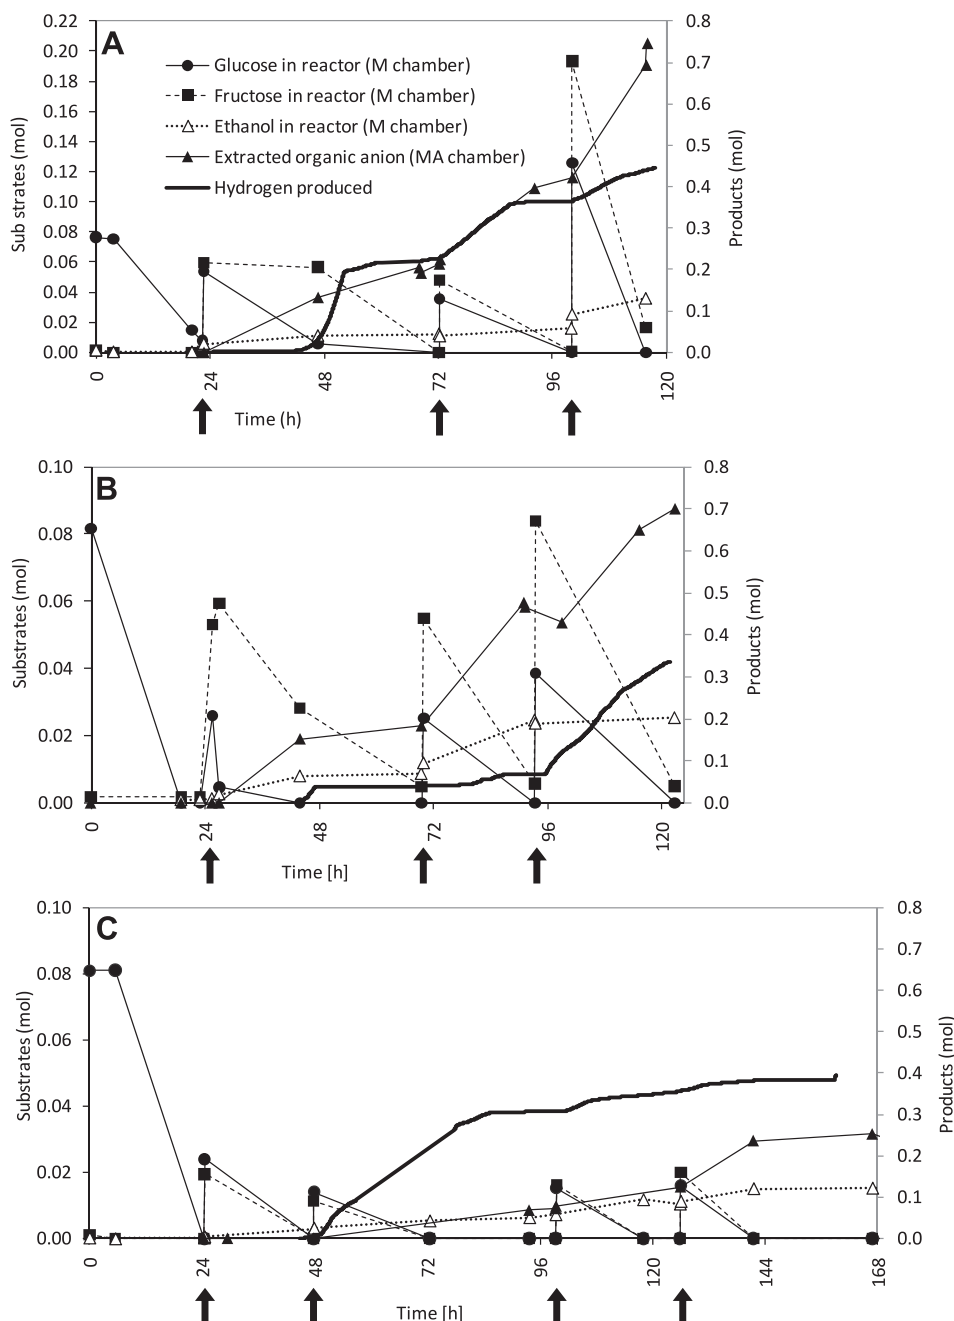 A
Glucose in reactor (M chamber)
Fructose in reactor (M chamber)
Ethanol in reactor (M chamber)
Extracted organic anion (MA chamber)
Hydrogen produced
Sub strates (mol)
0.22
0.20
0.18
0.16
0.14
0.12
0.10
0.08
0.06
0.04
0.02
0.00
Products (mol)
0.8
0.7
0.6
0.5
0.4
0.3
0.2
0.1
0.0
0 24 48 72 96 120
Time (h)
B
Substrates (mol)
0.10
0.08
0.06
0.04
0.02
0.00
Products (mol)
0.8
0.7
0.6
0.5
0.4
0.3
0.2
0.1
0.0
0 24 48 72 96 120
Time [h]
C
Substrates (mol)
0.10
0.08
0.06
0.04
0.02
0.00
Products (mol)
0.8
0.7
0.6
0.5
0.4
0.3
0.2
0.1
0.0
0 24 48 72 96 120 144 168
Time [h]